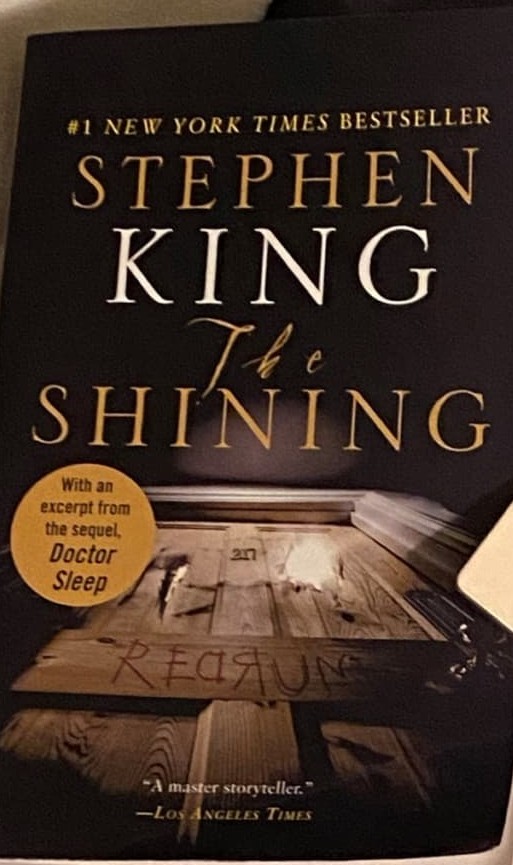 #1 NEW YORK TIMES BESTSELLER
STEPHEN
KING
The
SHINING
With an
excerpt from
the sequel,
Doctor
Sleep
217
REDRUM
“A master storyteller.”
—LOS ANGELES TIMES